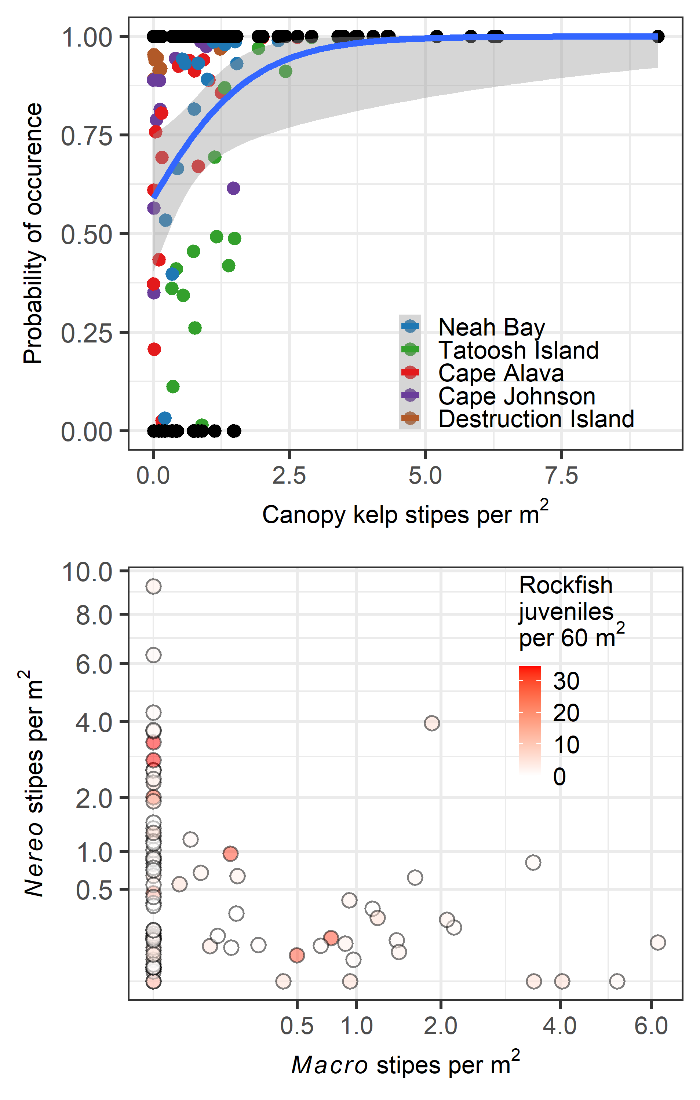 1.00
0.75
0.50
0.25
0.00
Probability of occurence
Neah Bay
Tatoosh Island
Cape Alava
Cape Johnson
Destruction Island
0.0 2.5 5.0 7.5
Canopy kelp stipes per m²
10.0
8.0
6.0
4.0
2.0
1.0
0.5
Nereo stipes per m²
Rockfish
juveniles
per 60 m²
30
20
10
0
0.5 1.0 2.0 4.0 6.0
Macro stipes per m²